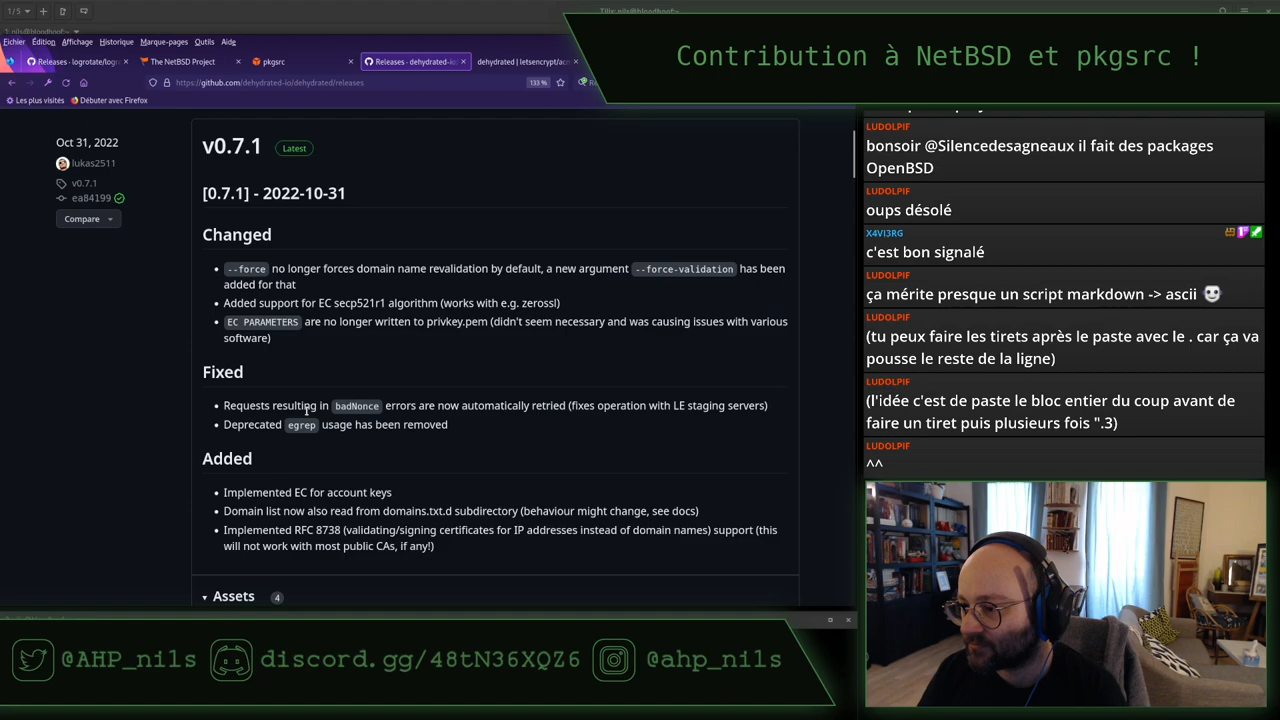 1/5
Tilix: nils@bloodhoof:~
1: nils@bloodhoof:~
Fichier Édition Affichage Historique Marque-pages Outils Aide
Releases · logrotate/logr
The NetBSD Project
pkgsrc
Releases · dehydrated-io
dehydrated | letsencrypt/acm
https://github.com/dehydrated-io/dehydrated/releases
133 %
Les plus visités
Débuter avec Firefox
Contribution à NetBSD et pkgsrc !
Oct 31, 2022
lukas2511
v0.7.1
ea84199
Compare
v0.7.1 Latest
[0.7.1] - 2022-10-31
Changed
--force no longer forces domain name revalidation by default, a new argument --force-validation has been
added for that
Added support for EC secp521r1 algorithm (works with e.g. zerossl)
EC PARAMETERS are no longer written to privkey.pem (didn't seem necessary and was causing issues with various
software)
Fixed
Requests resulting in badNonce errors are now automatically retried (fixes operation with LE staging servers)
Deprecated egrep usage has been removed
Added
Implemented EC for account keys
Domain list now also read from domains.txt.d subdirectory (behaviour might change, see docs)
Implemented RFC 8738 (validating/signing certificates for IP addresses instead of domain names) support (this
will not work with most public CAs, if any!)
Assets 4
LUDOLPIF
bonsoir @Silencedesagneaux il fait des packages
OpenBSD
LUDOLPIF
oups désolé
X4VI3RG
c'est bon signalé
LUDOLPIF
ça mérite presque un script markdown -> ascii
LUDOLPIF
(tu peux faire les tirets après le paste avec le . car ça va
pousse le reste de la ligne)
LUDOLPIF
(l'idée c'est de paste le bloc entier du coup avant de
faire un tiret puis plusieurs fois ".3)
LUDOLPIF
^^
@AHP_nils
discord.gg/48tN36XQZ6
@ahp_nils